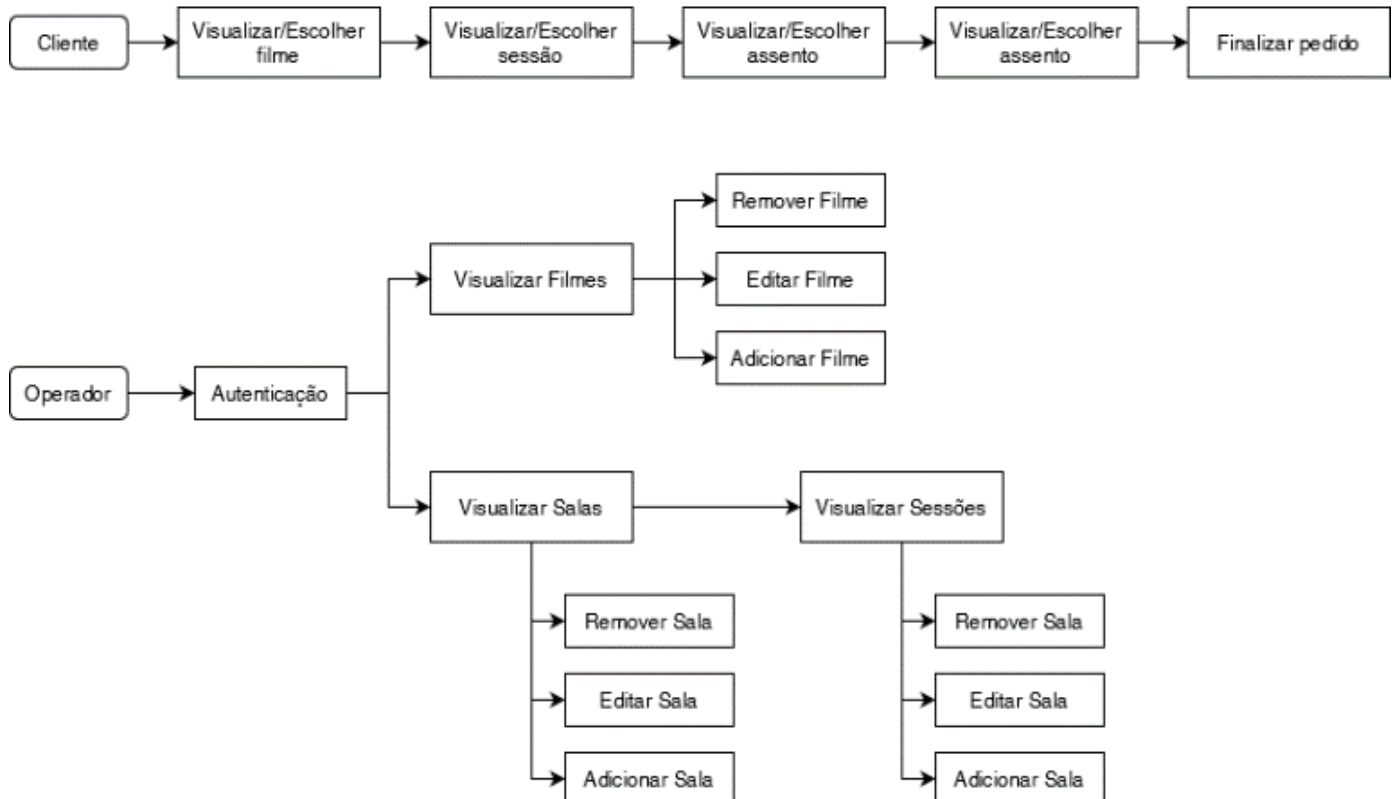 Cliente
Visualizar/Escolher
filme
Visualizar/Escolher
sessão
Visualizar/Escolher
assento
Visualizar/Escolher
assento
Finalizar pedido
Remover Filme
Visualizar Filmes
Editar Filme
Adicionar Filme
Operador
Autenticação
Visualizar Salas
Visualizar Sessões
Remover Sala
Editar Sala
Adicionar Sala
Remover Sala
Editar Sala
Adicionar Sala